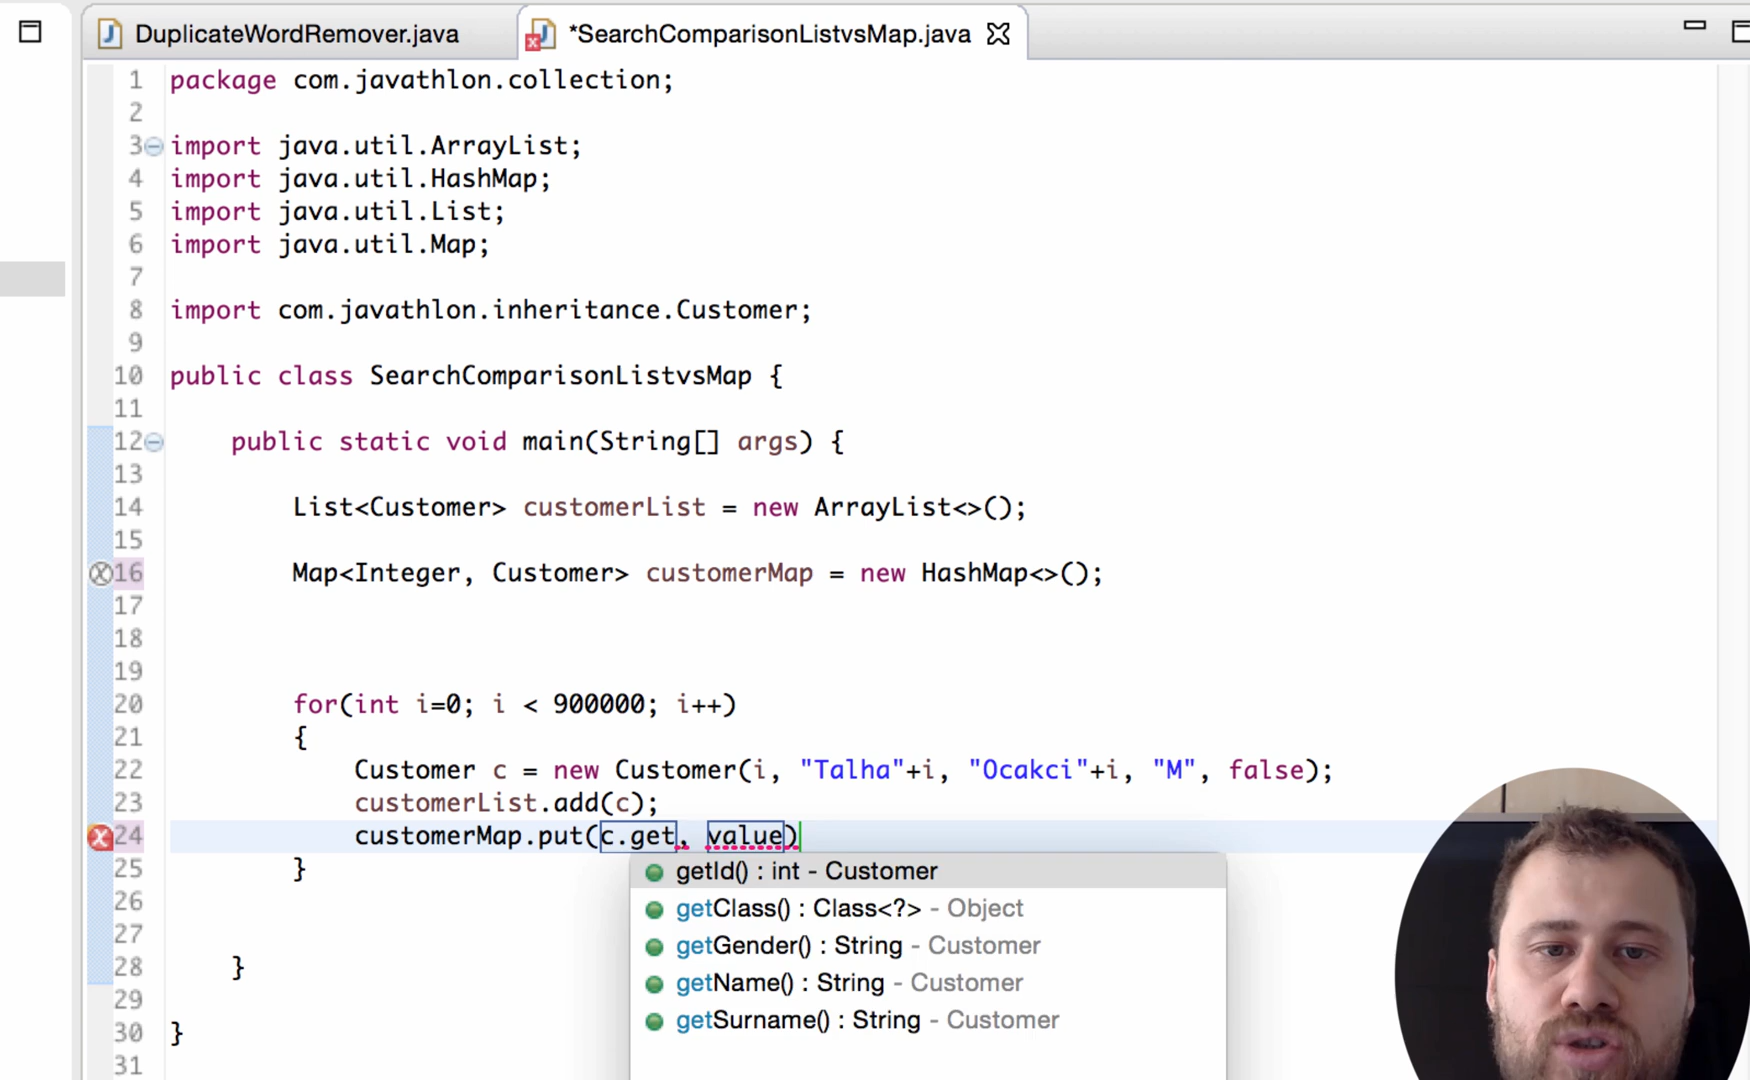 DuplicateWordRemover.java
*SearchComparisonListvsMap.java
1 package com.javathlon.collection;
2
3 import java.util.ArrayList;
4 import java.util.HashMap;
5 import java.util.List;
6 import java.util.Map;
7
8 import com.javathlon.inheritance.Customer;
9
10 public class SearchComparisonListvsMap {
11
12 public static void main(String[] args) {
13
14 List<Customer> customerList = new ArrayList<>();
15
16 Map<Integer, Customer> customerMap = new HashMap<>();
17
18
19
20 for(int i=0; i < 900000; i++)
21 {
22 Customer c = new Customer(i, "Talha"+i, "Ocakci"+i, "M", false);
23 customerList.add(c);
24 customerMap.put(c.get, value)
25 }
26
27
28 }
29
30 }
31
getId() : int - Customer
getClass() : Class<?> - Object
getGender() : String - Customer
getName() : String - Customer
getSurname() : String - Customer